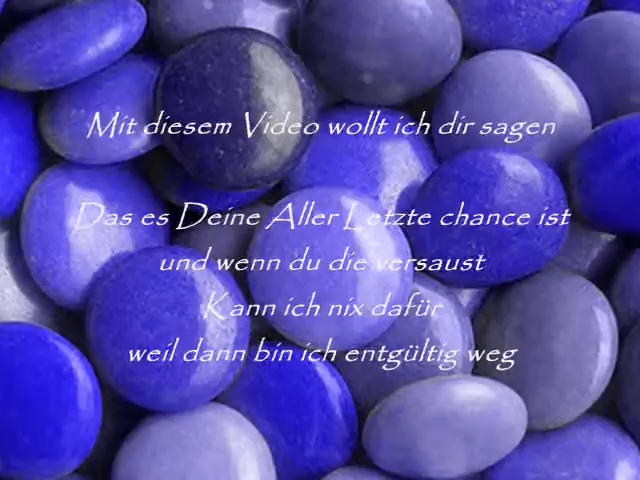 Mit diesem Video wollt ich dir sagen
Das es Deine Aller Letzte chance ist
und wenn du die versaust
Kann ich nix dafür
weil dann bin ich entgültig weg